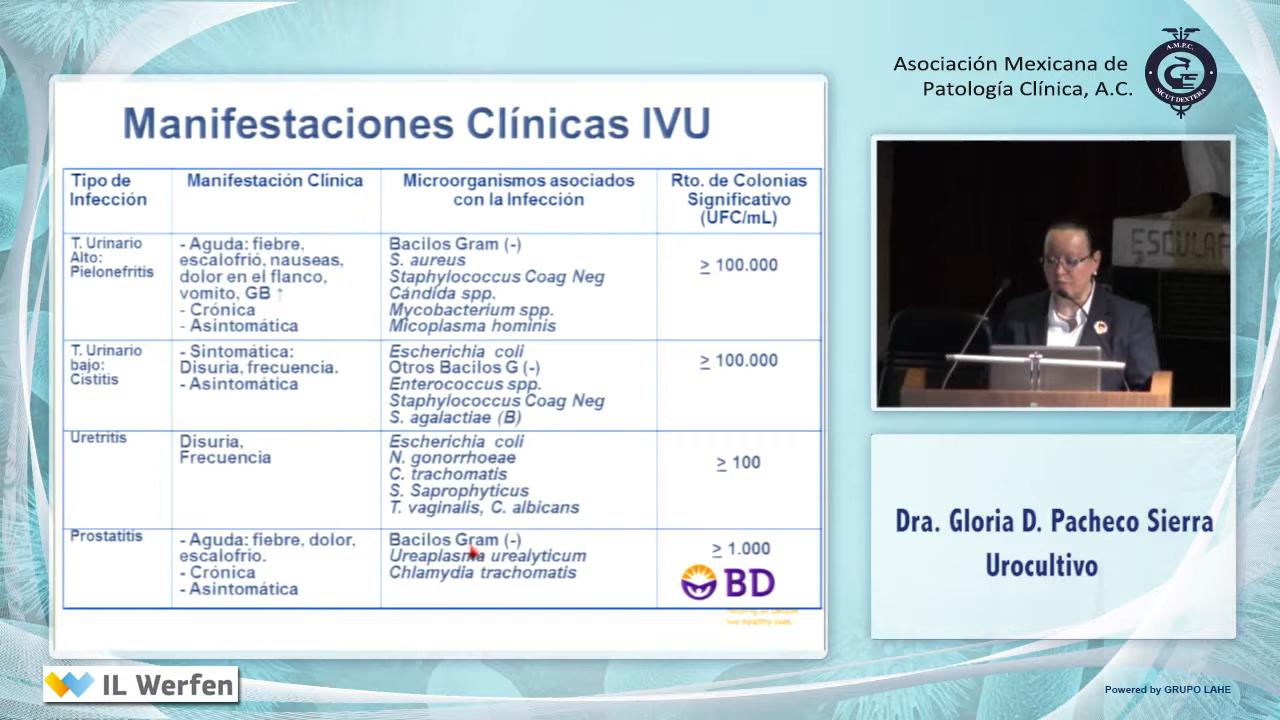 Asociación Mexicana de
Patología Clínica, A.C.
A.M.P.C.
SICUT DEXTERA
Manifestaciones Clínicas IVU
Tipo de Infección
Manifestación Clínica
Microorganismos asociados con la Infección
Rto. de Colonias Significativo (UFC/mL)
T. Urinario
Alto:
Pielonefritis
- Aguda: fiebre,
escalofrió, nauseas,
dolor en el flanco,
vomito, GB ↑
- Crónica
- Asintomática
Bacilos Gram (-)
S. aureus
Staphylococcus Coag Neg
Cándida spp.
Mycobacterium spp.
Micoplasma hominis
≥ 100.000
T. Urinario
bajo:
Cistitis
- Sintomática:
Disuria, frecuencia.
- Asintomática
Escherichia coli
Otros Bacilos G (-)
Enterococcus spp.
Staphylococcus Coag Neg
S. agalactiae (B)
≥ 100.000
Uretritis
Disuria,
Frecuencia
Escherichia coli
N. gonorrhoeae
C. trachomatis
S. Saprophyticus
T. vaginalis, C. albicans
≥ 100
Prostatitis
- Aguda: fiebre, dolor,
escalofrio.
- Crónica
- Asintomática
Bacilos Gram (-)
Ureaplasma urealyticum
Chlamydia trachomatis
≥ 1.000
BD
ESCULAP
Dra. Gloria D. Pacheco Sierra
Urocultivo
IL Werfen
Powered by GRUPO LAHE